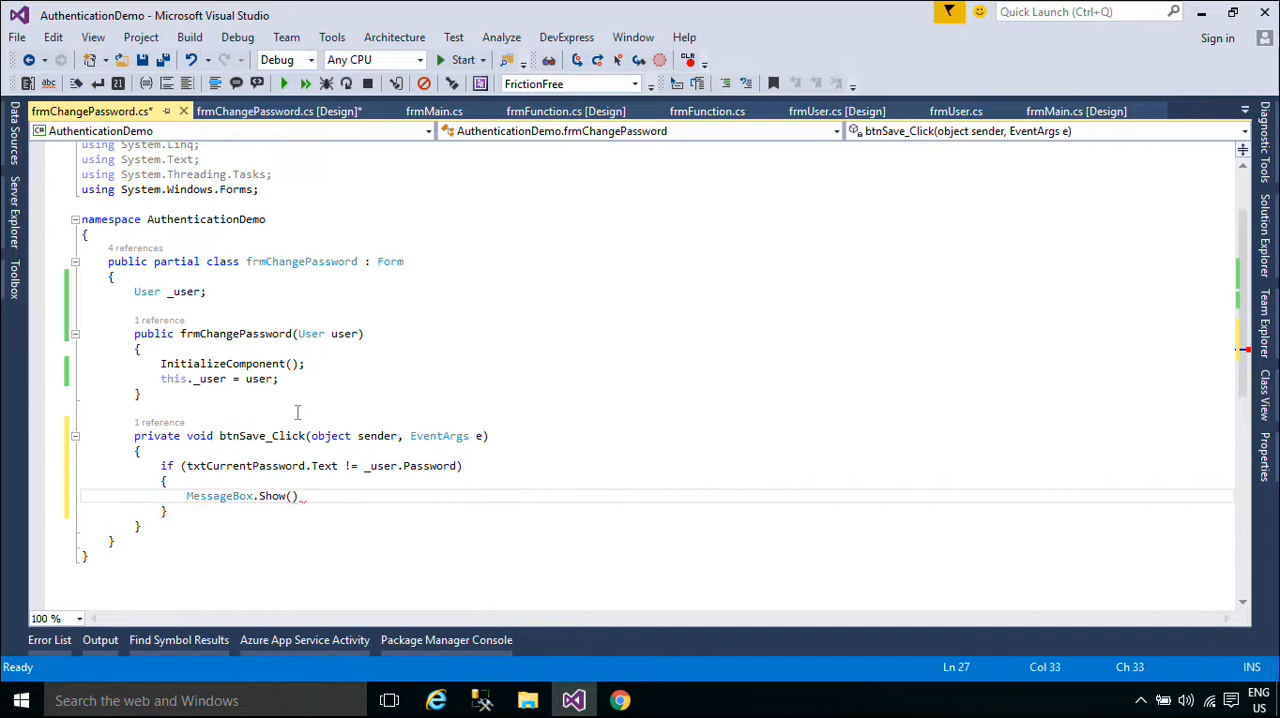 AuthenticationDemo - Microsoft Visual Studio
Quick Launch (Ctrl+Q)
File Edit View Project Build Debug Team Tools Architecture Test Analyze DevExpress Window Help
Sign in
Debug Any CPU Start
CLR
FrictionFree
frmChangePassword.cs* frmChangePassword.cs [Design]* frmMain.cs frmFunction.cs [Design] frmFunction.cs frmUser.cs [Design] frmUser.cs frmMain.cs [Design]
AuthenticationDemo AuthenticationDemo.frmChangePassword btnSave_Click(object sender, EventArgs e)
Data Sources
Server Explorer
Toolbox
using System.Linq;
using System.Text;
using System.Threading.Tasks;
using System.Windows.Forms;
namespace AuthenticationDemo
{
4 references
public partial class frmChangePassword : Form
{
User _user;
1 reference
public frmChangePassword(User user)
{
InitializeComponent();
this._user = user;
}
1 reference
private void btnSave_Click(object sender, EventArgs e)
{
if (txtCurrentPassword.Text != _user.Password)
{
MessageBox.Show()
}
}
}
}
Diagnostic Tools
Solution Explorer
Team Explorer
Class View
Properties
100 %
Error List Output Find Symbol Results Azure App Service Activity Package Manager Console
Ready Ln 27 Col 33 Ch 33 INS
Search the web and Windows
ENG
US